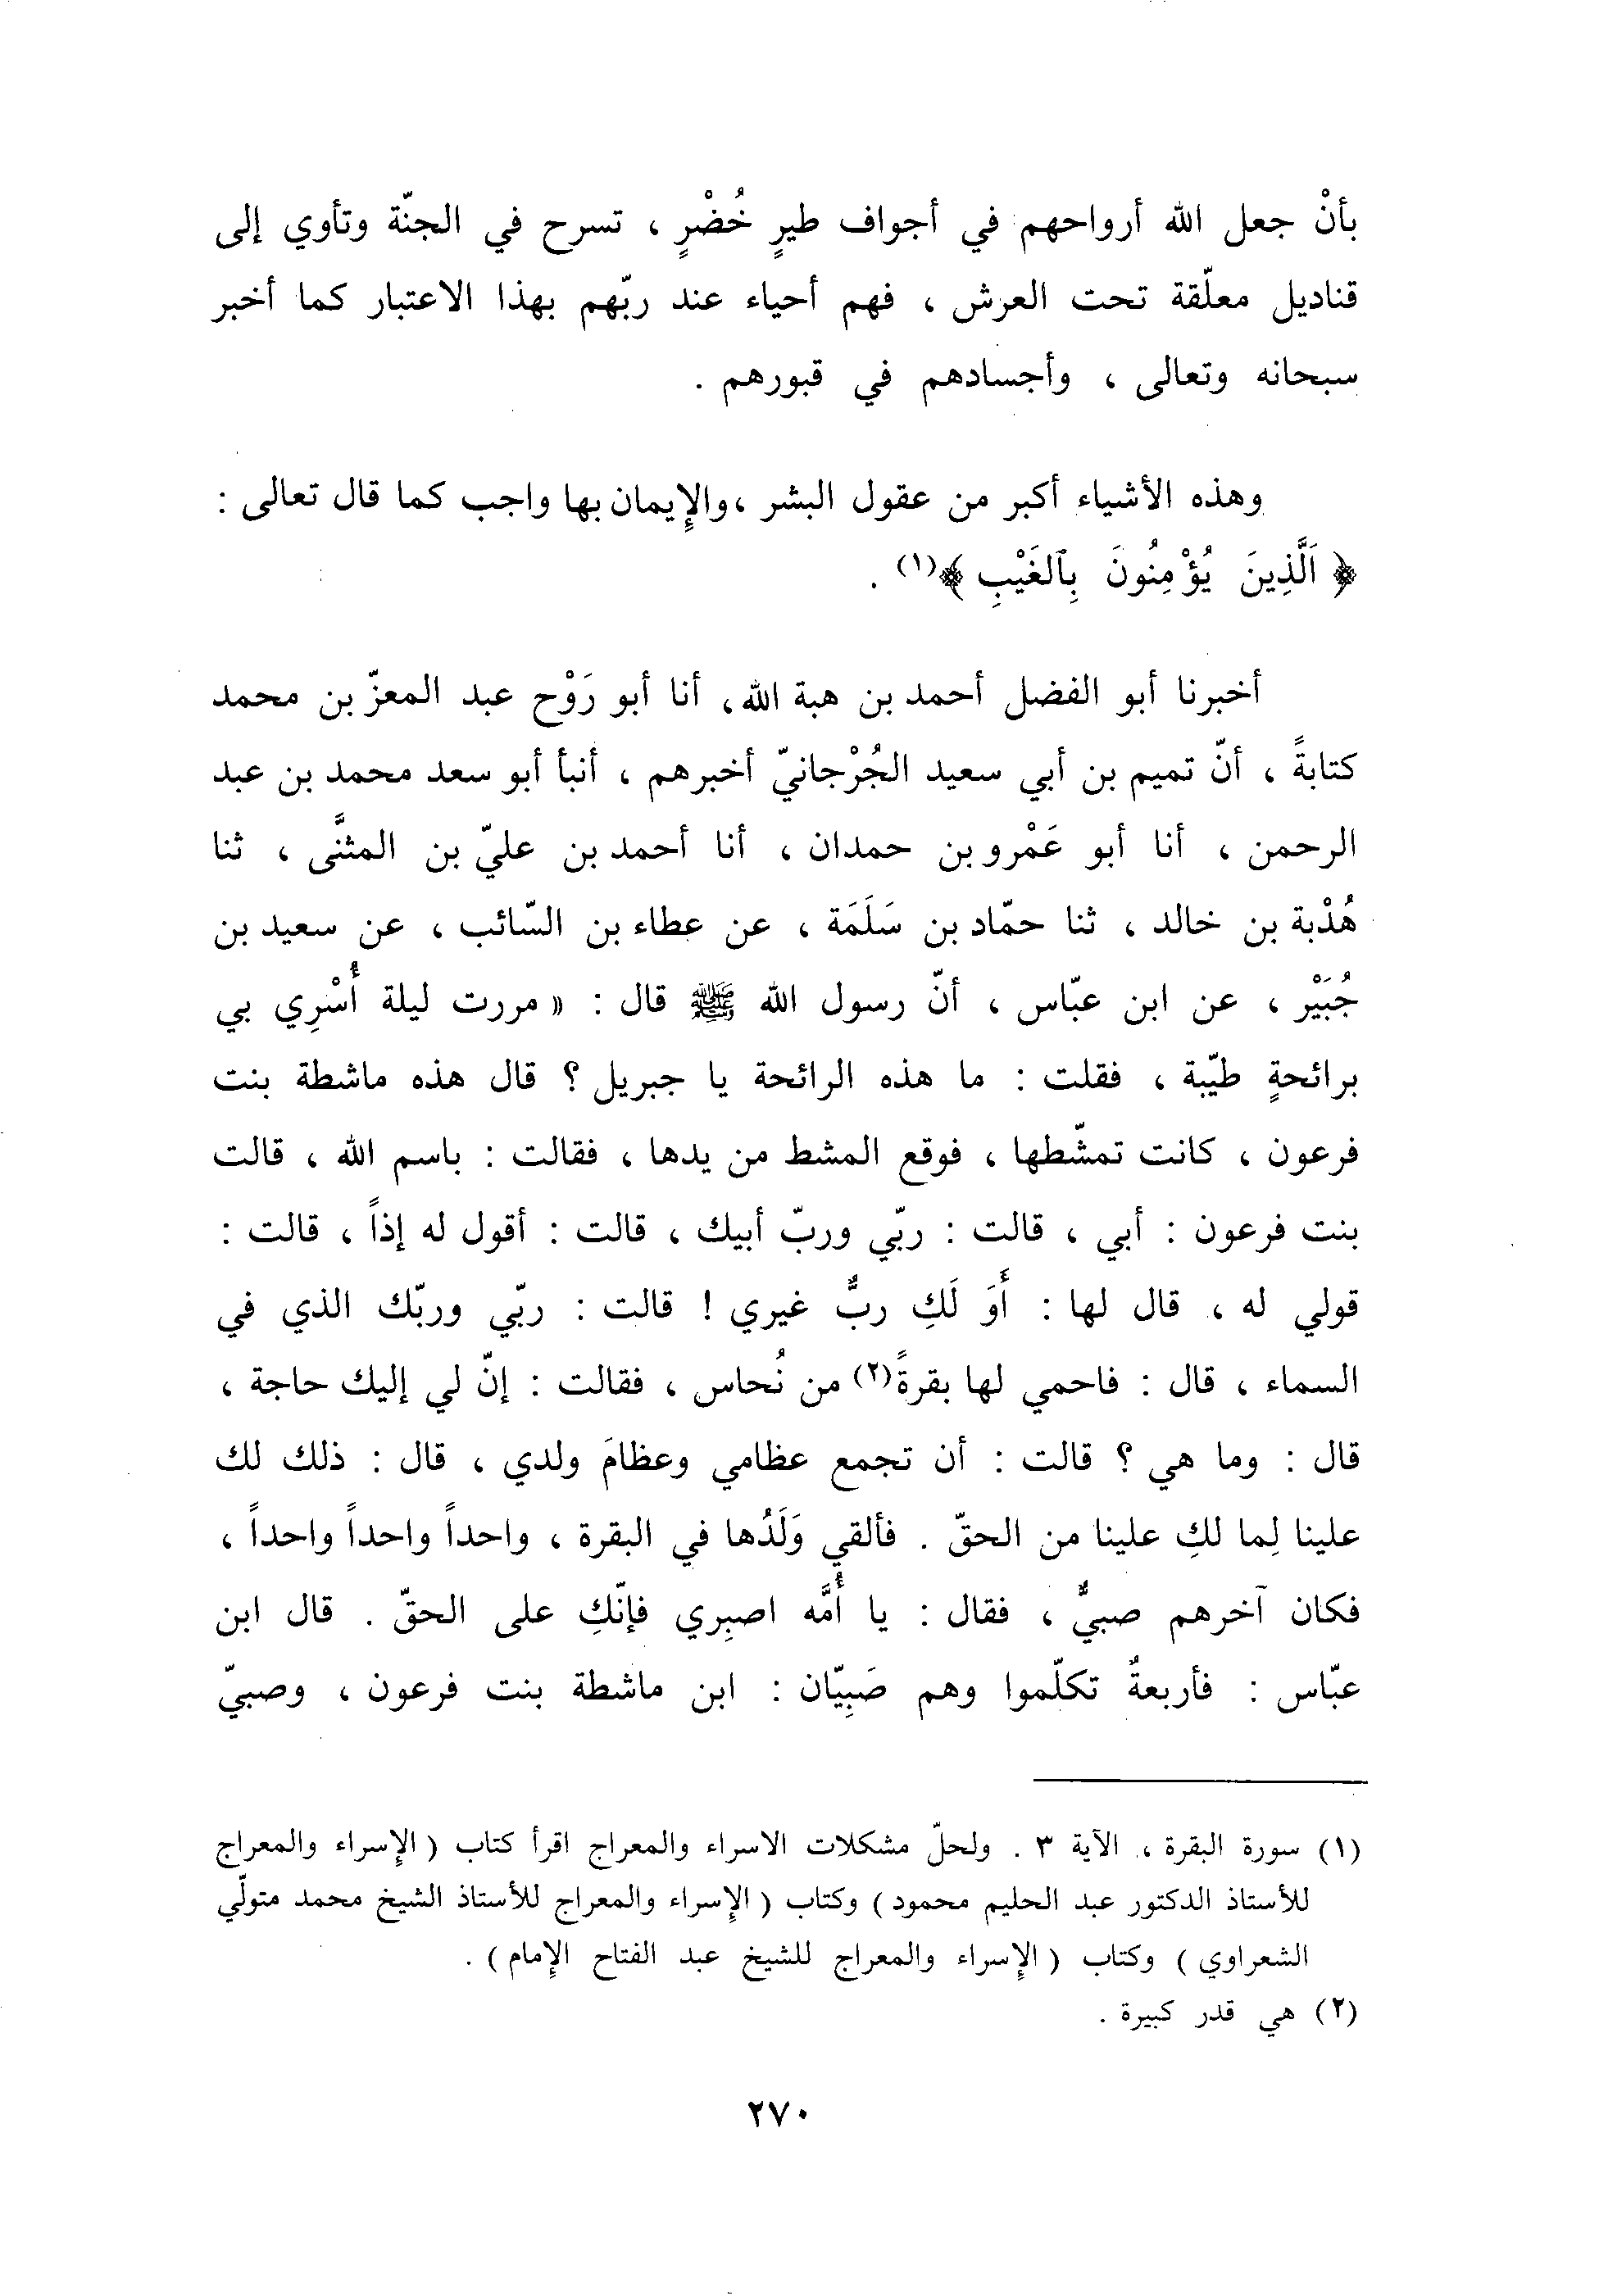 بأنْ جعل الله أرواحهم في أجواف طيرٍ خُضْرٍ ، تسرح في الجنّة وتأوي إلى
قناديل معلّقة تحت العرش ، فهم أحياء عند ربّهم بهذا الاعتبار كما أخبر
سبحانه وتعالى ، وأجسادهم في قبورهم .
وهذه الأشياء أكبر من عقول البشر ،والإيمان بها واجب كما قال تعالى :
﴿ اَلَّذِينَ يُؤْمِنُونَ بِالغَيْبِ ﴾(١) .
أخبرنا أبو الفضل أحمد بن هبة الله، أنا أبو رَوْح عبد المعزّ بن محمد
كتابةً ، أنّ تميم بن أبي سعيد الجُرْجانيّ أخبرهم ، أنبأ أبو سعد محمد بن عبد
الرحمن ، أنا أبو عَمْرو بن حمدان ، أنا أحمد بن عليّ بن المثنَّى ، ثنا
هُدْبة بن خالد ، ثنا حمّاد بن سَلَمَة ، عن عطاء بن السّائب ، عن سعيد بن
جُبَيْر ، عن ابن عبّاس ، أنّ رسول الله ﷺ قال : « مررت ليلة أُسْرِي بي
برائحةٍ طيّبة ، فقلت : ما هذه الرائحة يا جبريل ؟ قال هذه ماشطة بنت
فرعون ، كانت تمشّطها ، فوقع المشط من يدها ، فقالت : باسم الله ، قالت
بنت فرعون : أبي ، قالت : ربّي وربّ أبيك ، قالت : أقول له إذاً ، قالت :
قولي له ، قال لها : أَوَ لَكِ ربٌّ غيري ! قالت : ربّي وربّك الذي في
السماء ، قال : فاحمي لها بقرةً(٢) من نُحاس ، فقالت : إنّ لي إليك حاجة ،
قال : وما هي ؟ قالت : أن تجمع عظامي وعظامَ ولدي ، قال : ذلك لك
علينا لِما لكِ علينا من الحقّ . فألقي وَلَدُها في البقرة ، واحداً واحداً واحداً ،
فكان آخرهم صبيٌّ ، فقال : يا أُمَّه اصبِري فإنّكِ على الحقّ . قال ابن
عبّاس : فأربعةٌ تكلّموا وهم صَبِيّان : ابن ماشطة بنت فرعون ، وصبيّ
(١) سورة البقرة ، الآية ٣ . ولحلّ مشكلات الاسراء والمعراج اقرأ كتاب ( الإسراء والمعراج
للأستاذ الدكتور عبد الحليم محمود ) وكتاب ( الإسراء والمعراج للأستاذ الشيخ محمد متولّي
الشعراوي ) وكتاب ( الإسراء والمعراج للشيخ عبد الفتاح الإمام ) .
(٢) هي قدر كبيرة .
٢٧٠